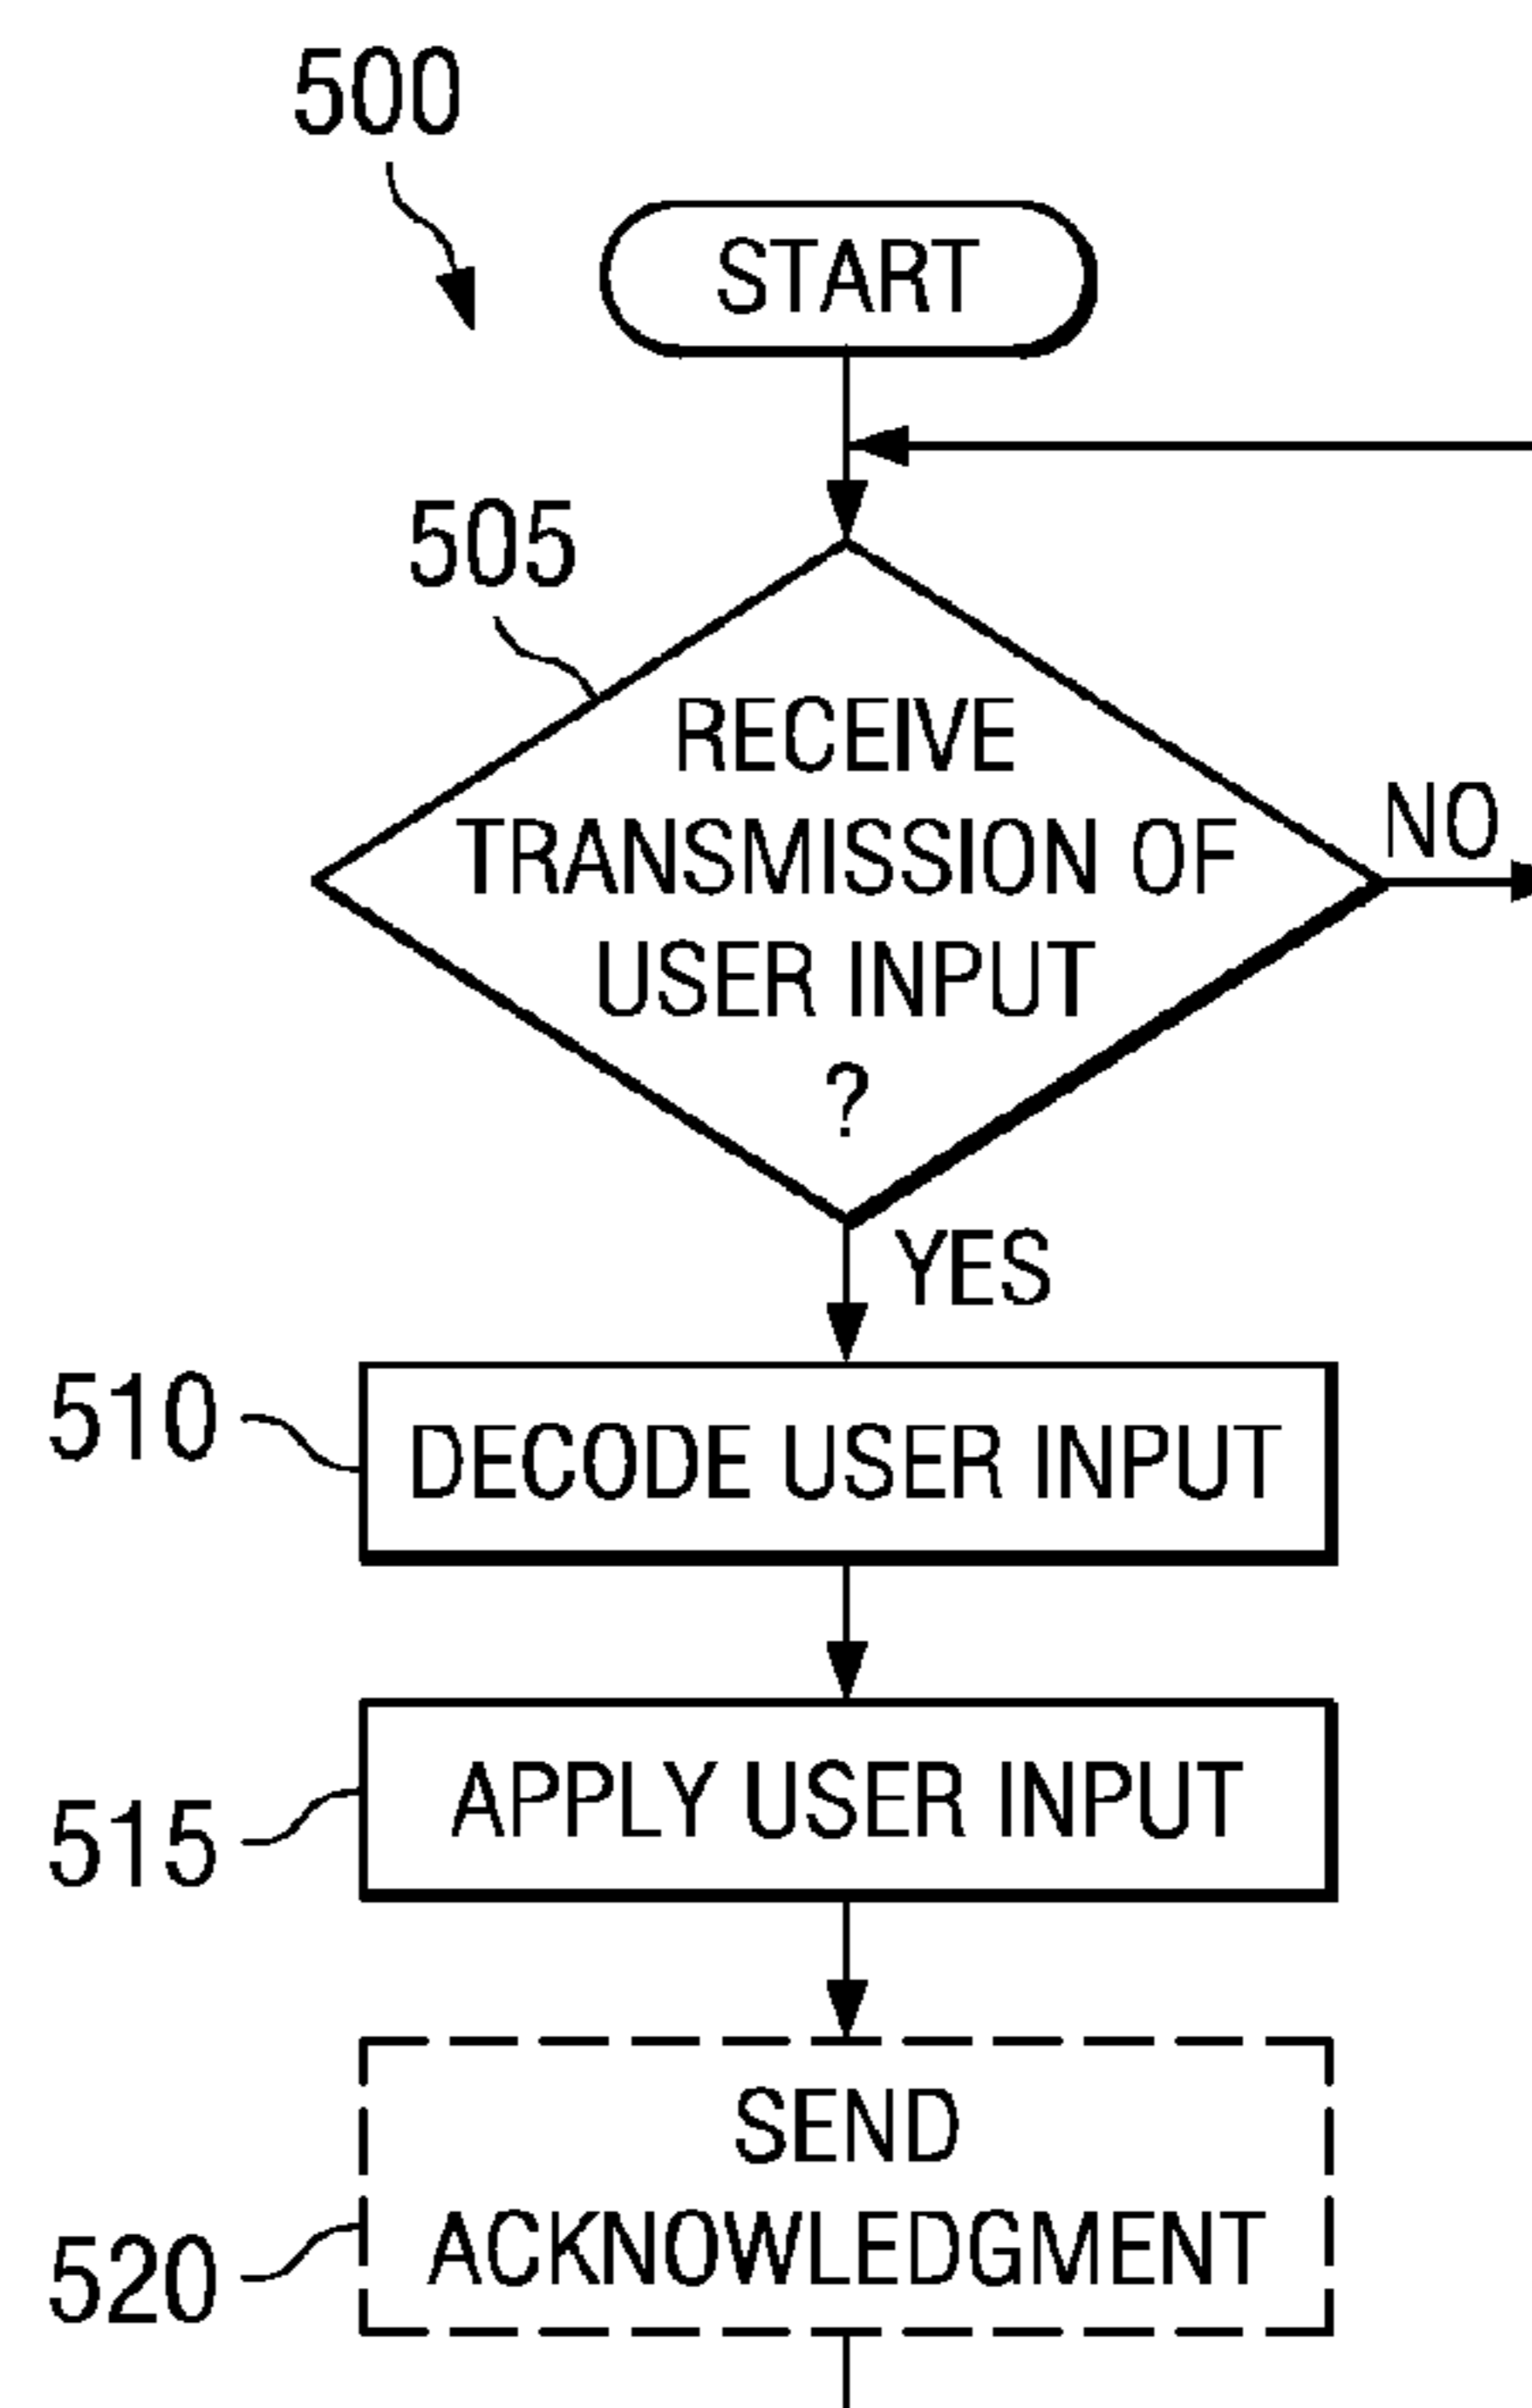 500
START
505
RECEIVE
TRANSMISSION OF
USER INPUT
?
NO
YES
510
DECODE USER INPUT
APPLY USER INPUT
515
SEND
ACKNOWLEDGMENT
520